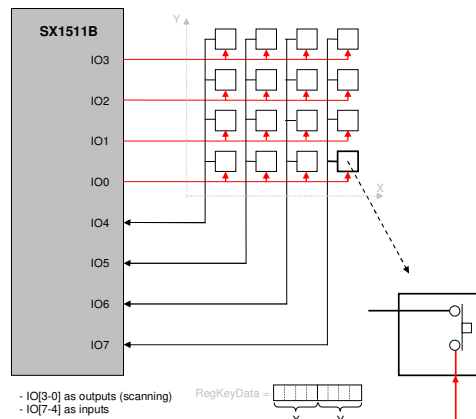 SX1511B
Y
IO3
IO2
IO1
IO0
X
IO4
IO5
IO6
IO7
- IO[3-0] as outputs (scanning)
- IO[7-4] as inputs
RegKeyData =